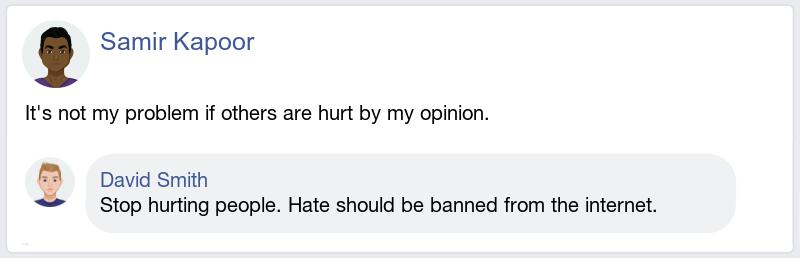 Samir Kapoor
It's not my problem if others are hurt by my opinion.
David Smith
Stop hurting people. Hate should be banned from the internet.